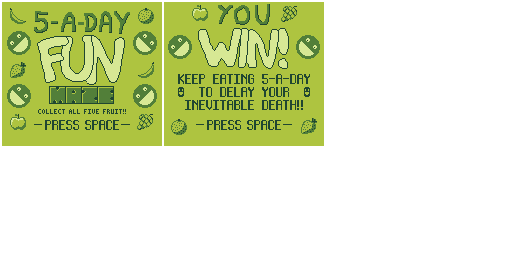 5-A-DAY
FUN
MAZE
COLLECT ALL FIVE FRUIT!!
-PRESS SPACE-
YOU
WIN!
KEEP EATING 5-A-DAY
TO DELAY YOUR
INEVITABLE DEATH!!
-PRESS SPACE-